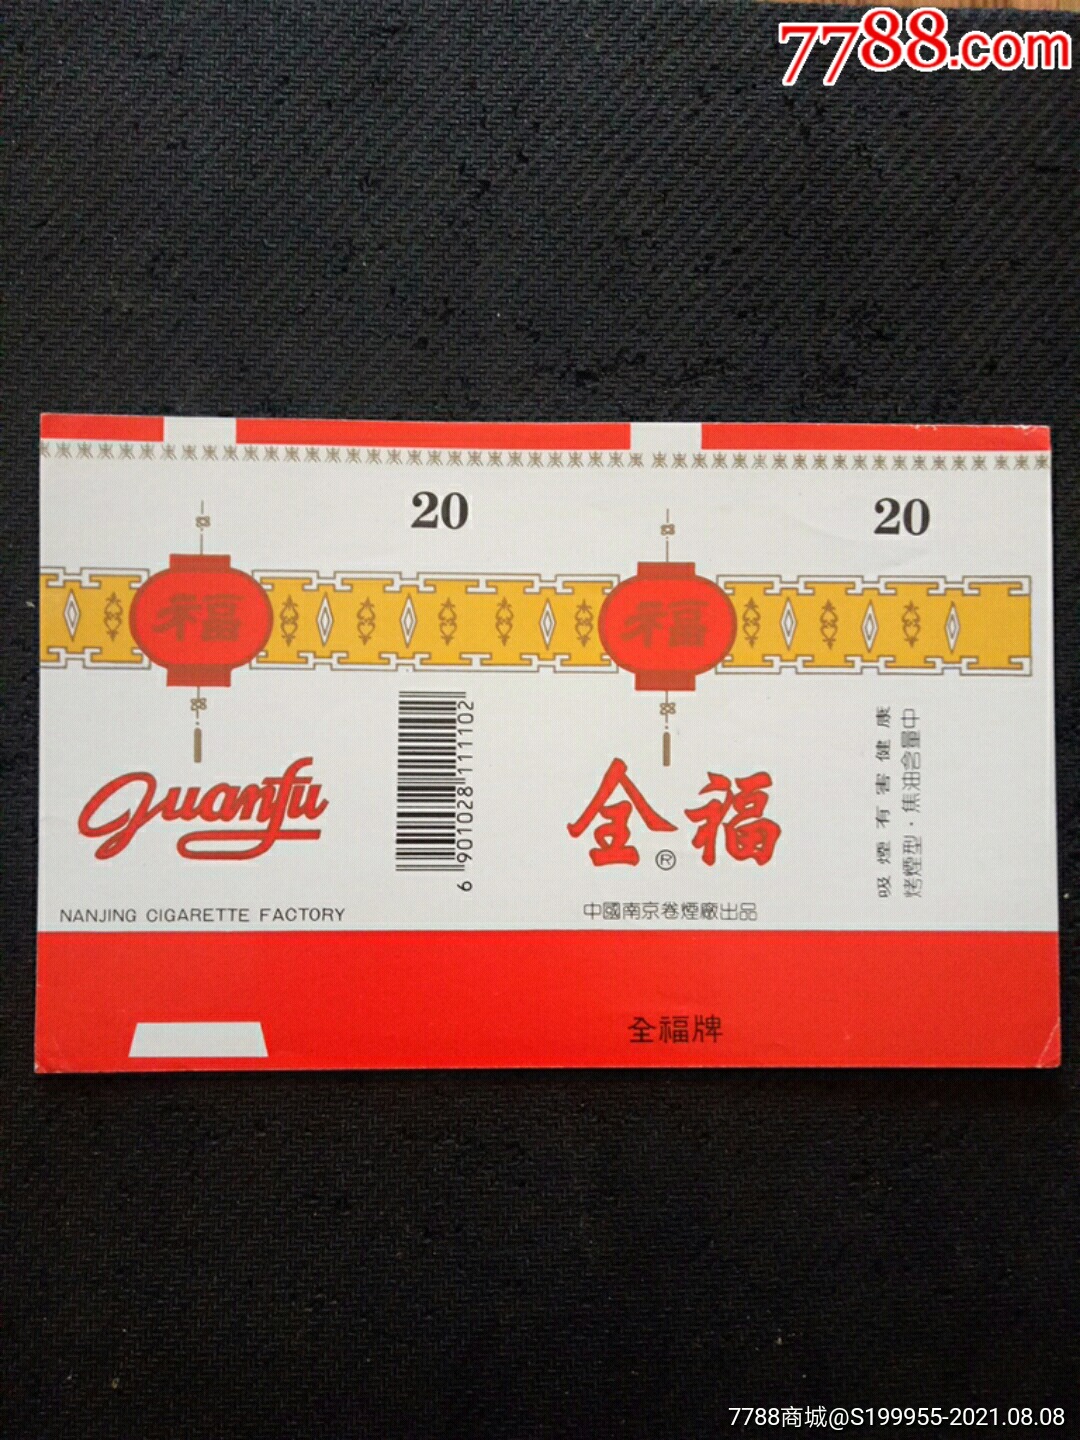 7788.com
20
20
福
福
quanfu
6 901028 111102
全福
®
吸煙有害健康
烤煙型·焦油含量中
NANJING CIGARETTE FACTORY
中國南京卷煙廠出品
全福牌
7788商城@S199955-2021.08.08